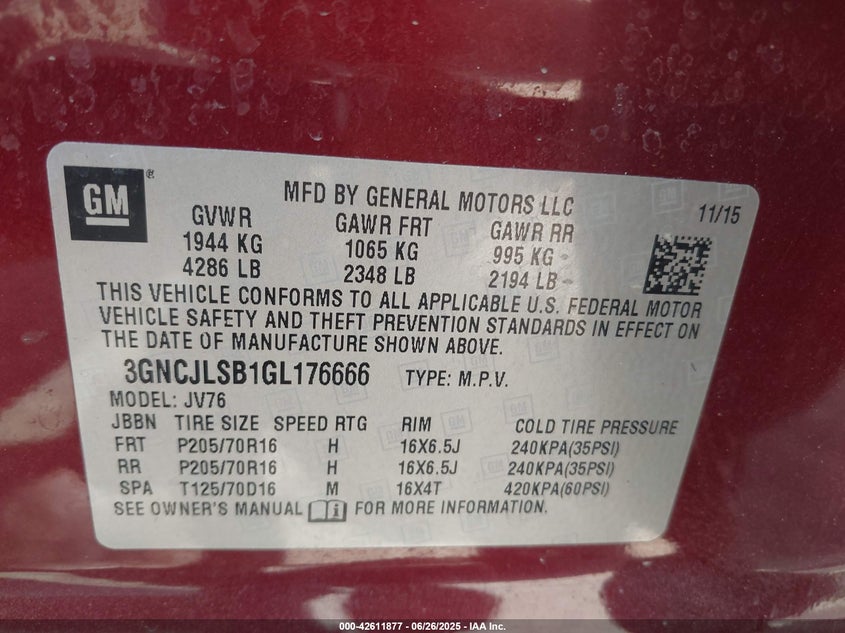 GM ®
MFD BY GENERAL MOTORS LLC 11/15
GVWR GAWR FRT GAWR RR
1944 KG 1065 KG 995 KG
4286 LB 2348 LB 2194 LB
THIS VEHICLE CONFORMS TO ALL APPLICABLE U.S. FEDERAL MOTOR
VEHICLE SAFETY AND THEFT PREVENTION STANDARDS IN EFFECT ON
THE DATE OF MANUFACTURE SHOWN ABOVE.
3GNCJLSB1GL176666 TYPE: M.P.V.
MODEL: JV76
JBBN TIRE SIZE SPEED RTG RIM COLD TIRE PRESSURE
FRT P205/70R16 H 16X6.5J 240KPA(35PSI)
RR P205/70R16 H 16X6.5J 240KPA(35PSI)
SPA T125/70D16 M 16X4T 420KPA(60PSI)
SEE OWNER'S MANUAL i FOR MORE INFORMATION.
000-42611877 - 06/26/2025 - IAA Inc.